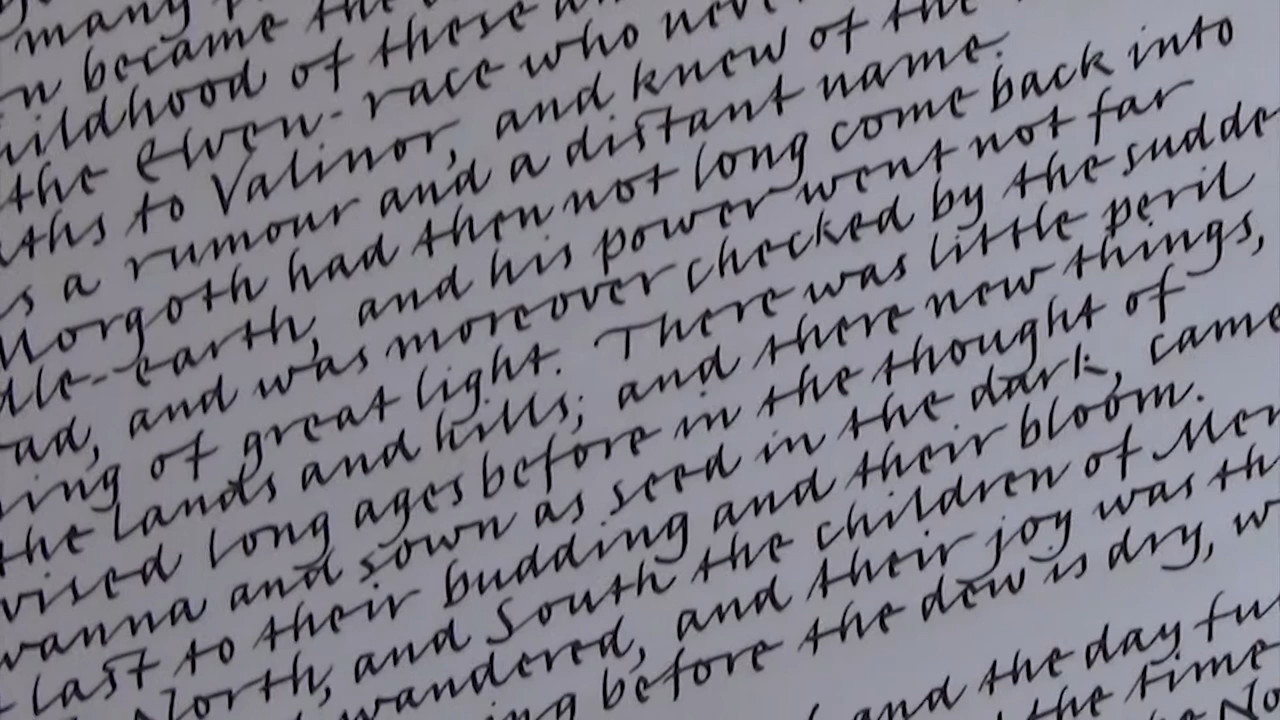 many
became the
hildhood of these
the elven-race who never
ths to Valinor, and knew of the
s a rumour and a distant name.
Morgoth had then not long come back into
dle-earth, and his power went not far
ad, and was moreover checked by the sudde
ing of great light. There was little peril
the lands and hills; and there new things,
vised long ages before in the thought of
vanna and sown as seed in the dark, came
last to their budding and their bloom.
North, and South the children of Men
wandered, and their joy was th
ing before the dew is dry, w
and the day fu
the time
No